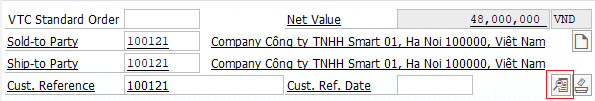 VTC Standard Order Net Value 48,000,000 VND
Sold-to Party 100121 Company Công ty TNHH Smart 01, Ha Noi 100000, Viêt Nam
Ship-to Party 100121 Company Công ty TNHH Smart 01, Ha Noi 100000, Viêt Nam
Cust. Reference 100121 Cust. Ref. Date